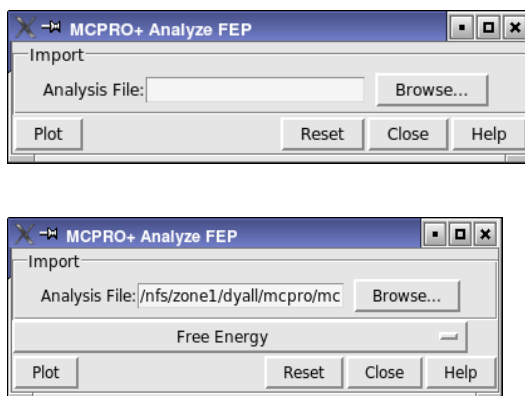 MCPRO+ Analyze FEP
Import
Analysis File:
Browse...
Plot
Reset
Close
Help
MCPRO+ Analyze FEP
Import
Analysis File: /nfs/zone1/dyall/mcpro/mc
Browse...
Free Energy
Plot
Reset
Close
Help